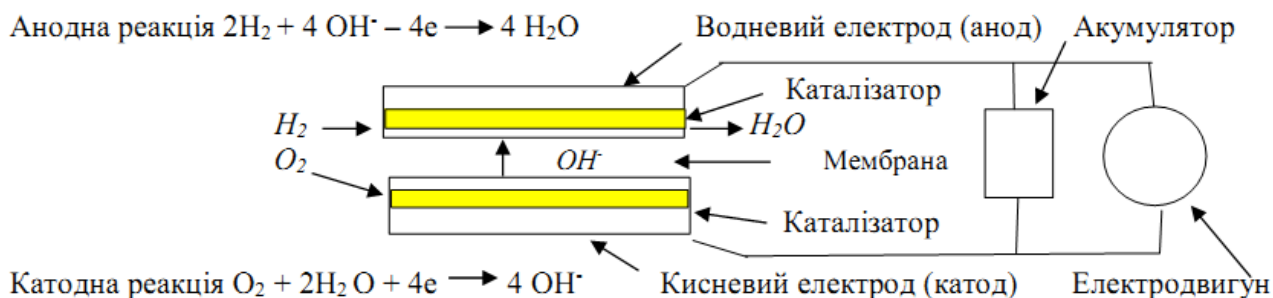 Анодна реакція 2H₂ + 4 OH⁻ – 4e ⟶ 4 H₂O
Водневий електрод (анод)
Акумулятор
Каталізатор
H₂
H₂O
O₂
OH⁻
Мембрана
Каталізатор
Катодна реакція O₂ + 2H₂ O + 4e ⟶ 4 OH⁻
Кисневий електрод (катод)
Електродвигун